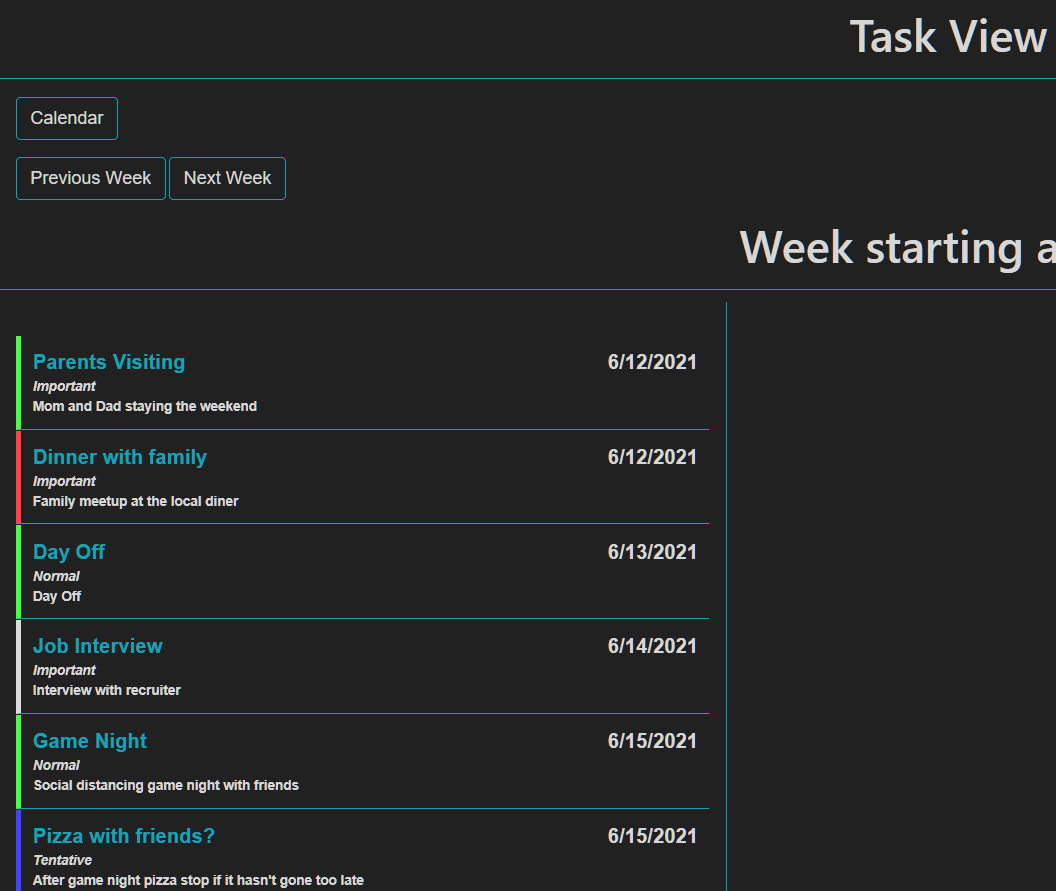 Task View
Calendar
Previous Week Next Week
Week starting a
Parents Visiting 6/12/2021
Important
Mom and Dad staying the weekend
Dinner with family 6/12/2021
Important
Family meetup at the local diner
Day Off 6/13/2021
Normal
Day Off
Job Interview 6/14/2021
Important
Interview with recruiter
Game Night 6/15/2021
Normal
Social distancing game night with friends
Pizza with friends? 6/15/2021
Tentative
After game night pizza stop if it hasn't gone too late